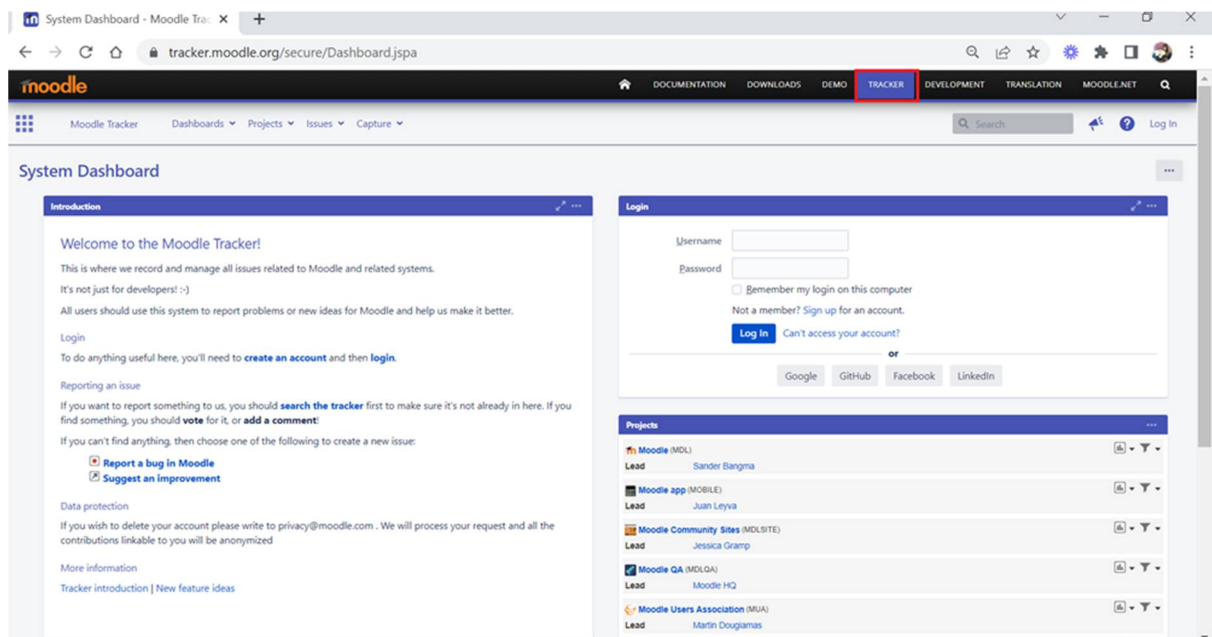 System Dashboard - Moodle Trac
tracker.moodle.org/secure/Dashboard.jspa
moodle
DOCUMENTATION DOWNLOADS DEMO TRACKER DEVELOPMENT TRANSLATION MOODLE.NET
Moodle Tracker Dashboards Projects Issues Capture Search Log In
System Dashboard
Introduction
Welcome to the Moodle Tracker!
This is where we record and manage all issues related to Moodle and related systems.
It's not just for developers! :-)
All users should use this system to report problems or new ideas for Moodle and help us make it better.
Login
To do anything useful here, you'll need to create an account and then login.
Reporting an issue
If you want to report something to us, you should search the tracker first to make sure it's not already in here. If you
find something, you should vote for it, or add a comment!
If you can't find anything, then choose one of the following to create a new issue:
Report a bug in Moodle
Suggest an improvement
Data protection
If you wish to delete your account please write to privacy@moodle.com . We will process your request and all the
contributions linkable to you will be anonymized
More information
Tracker introduction | New feature ideas
Login
Username
Password
Remember my login on this computer
Not a member? Sign up for an account.
Log In Can't access your account?
or
Google GitHub Facebook LinkedIn
Projects
Moodle (MDL)
Lead Sander Bangma
Moodle app (MOBILE)
Lead Juan Leyva
Moodle Community Sites (MDLSITE)
Lead Jessica Gramp
Moodle QA (MDLQA)
Lead Moodle HQ
Moodle Users Association (MUA)
Lead Martin Dougiamas